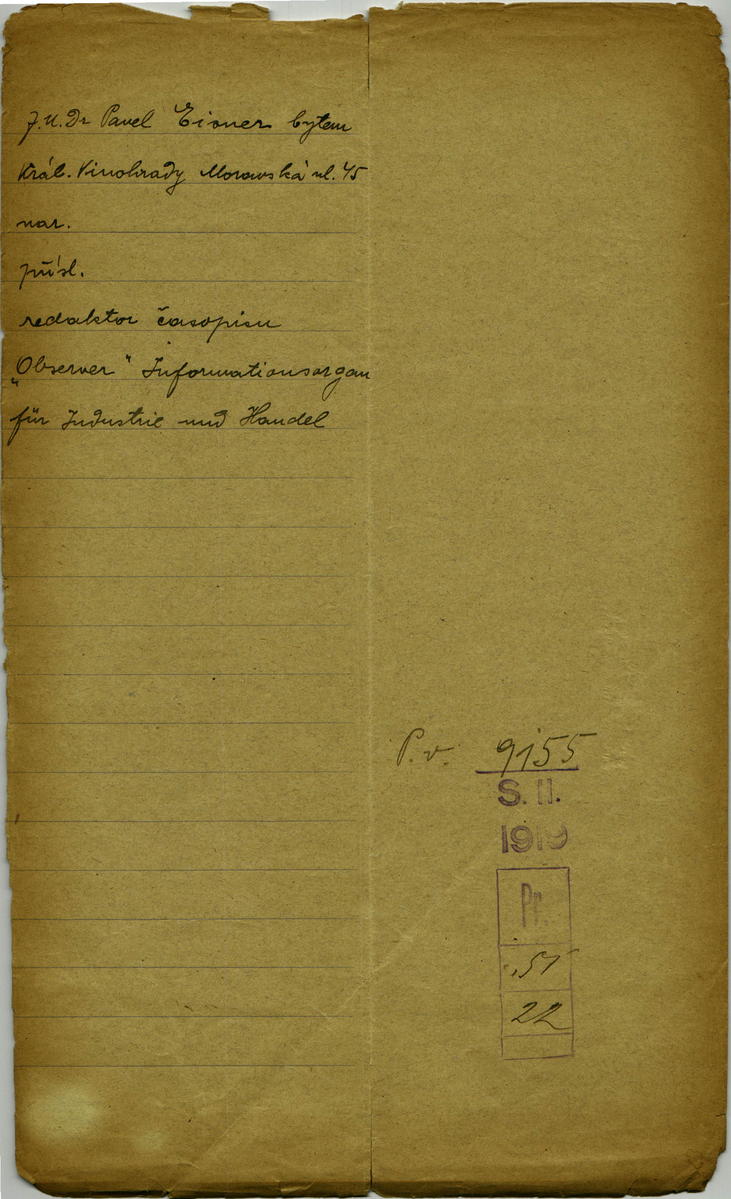 J.U.Dr Pavel Eisner bytem
Král. Vinohrady Moravská ul. 45
nar.
přísl.
redaktor časopisu
„Observer" Informationsorgan
für Industrie und Handel
P.v. 9155
S. II.
1919
Pr.
51
22